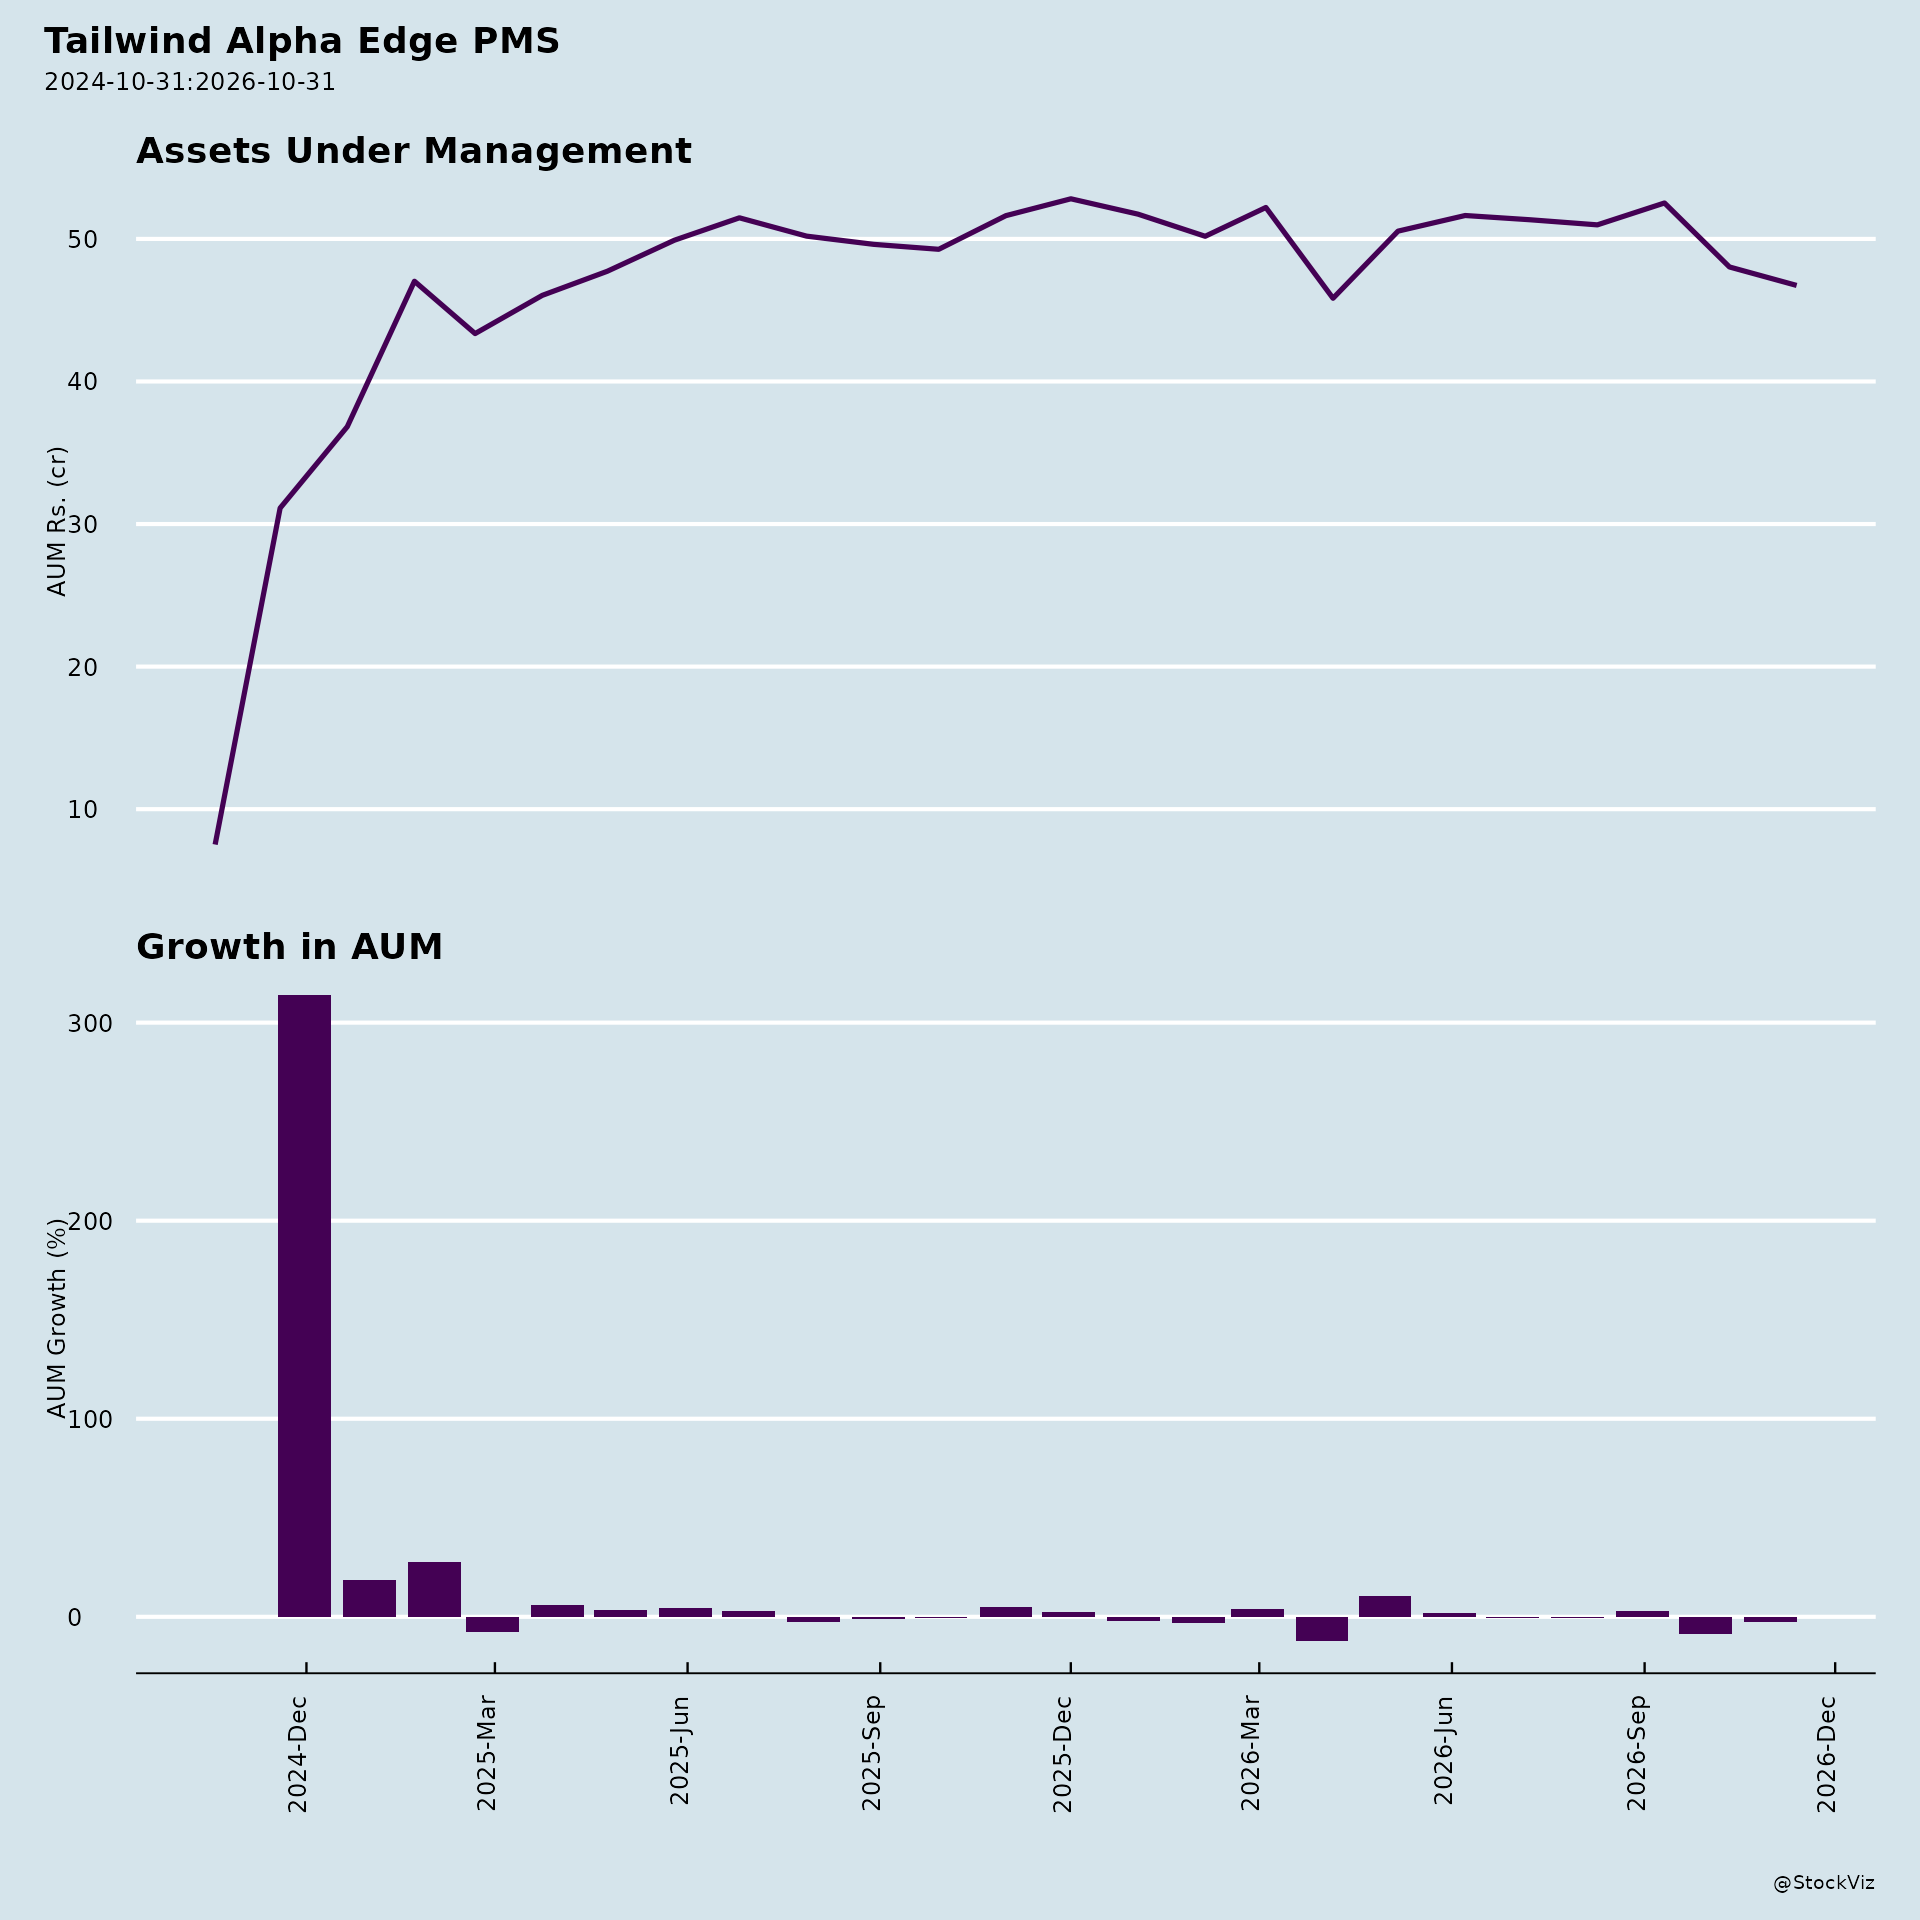 Tailwind Alpha Edge PMS
2024-10-31:2026-10-31
Assets Under Management
AUM Rs. (cr)
50
40
30
20
10
Growth in AUM
AUM Growth (%)
300
200
100
0
2024-Dec
2025-Mar
2025-Jun
2025-Sep
2025-Dec
2026-Mar
2026-Jun
2026-Sep
2026-Dec
@StockViz